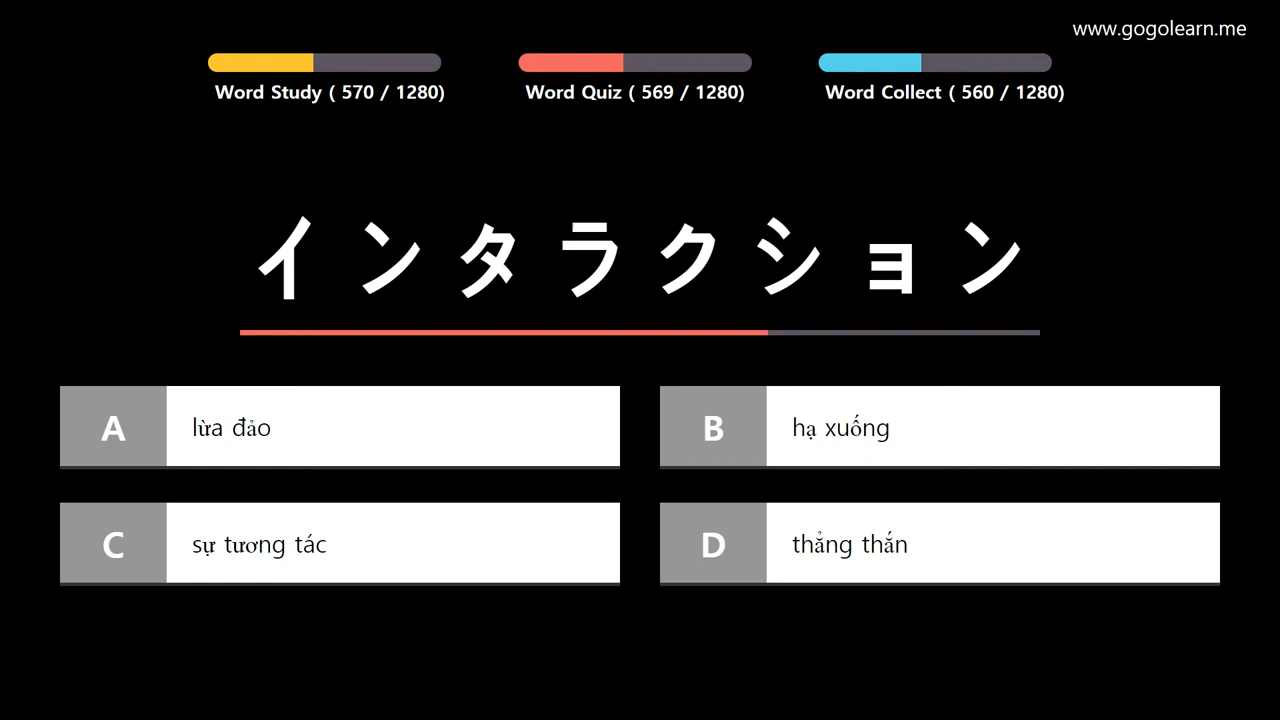 www.gogolearn.me
Word Study ( 570 / 1280)
Word Quiz ( 569 / 1280)
Word Collect ( 560 / 1280)
インタラクション
A
lừa đảo
B
hạ xuống
C
sự tương tác
D
thẳng thắn